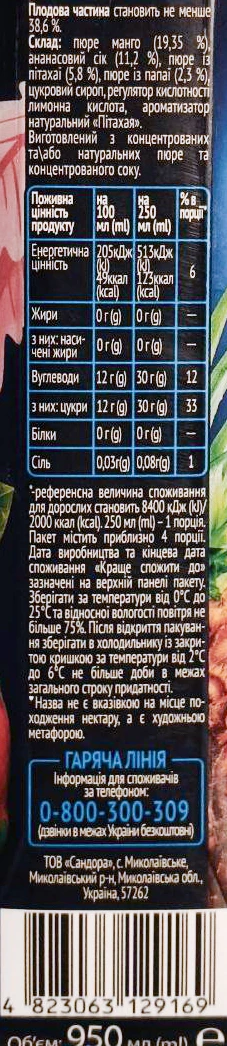 Плодова частина становить не менше
38,6 %.
Склад: пюре манго (19,35 %),
ананасовий сік (11,2 %), пюре із
пітахаї (5,8 %), пюре із папаї (2,3 %),
цукровий сироп, регулятор кислотності
лимонна кислота, ароматизатор
натуральний «Пітахая».
Виготовлений з концентрованих
та\або натуральних пюре та
концентрованого соку.
Поживна цінність продукту | на 100 мл (ml) | на 250 мл (ml) | % в порції*
Енергетична цінність | 205кДж (kJ) 49ккал (kcal) | 513кДж (kJ) 123ккал (kcal) | 6
Жири | 0 г (g) | 0 г (g) | —
з них: наси-чені жири | 0 г (g) | 0 г (g) | —
Вуглеводи | 12 г (g) | 30 г (g) | 12
з них: цукри | 12 г (g) | 30 г (g) | 33
Білки | 0 г (g) | 0 г (g) | —
Сіль | 0,03г(g) | 0,08г(g) | 1
*-референсна величина споживання
для дорослих становить 8400 кДж (kJ)/
2000 ккал (kcal). 250 мл (ml) – 1 порція.
Пакет містить приблизно 4 порції.
Дата виробництва та кінцева дата
споживання «Краще спожити до»
зазначені на верхній панелі пакету.
Зберігати за температури від 0°С до
25°С та відносної вологості повітря не
більше 75%. Після відкриття пакуван-
ня зберігати в холодильнику із закри-
тою кришкою за температури від 2°С
до 6°С не більше доби в межах
загального строку придатності.
*Назва не є вказівкою на місце по-
ходження нектару, а є художньою
метафорою.
ГАРЯЧА ЛІНІЯ
Інформація для споживачів
за телефоном:
0-800-300-309
(дзвінки в межах України безкоштовні)
ТОВ «Сандора», с. Миколаївське,
Миколаївський р-н, Миколаївська обл.,
Україна, 57262
4 823063 129169
Об'єм: 950 мл (ml) e